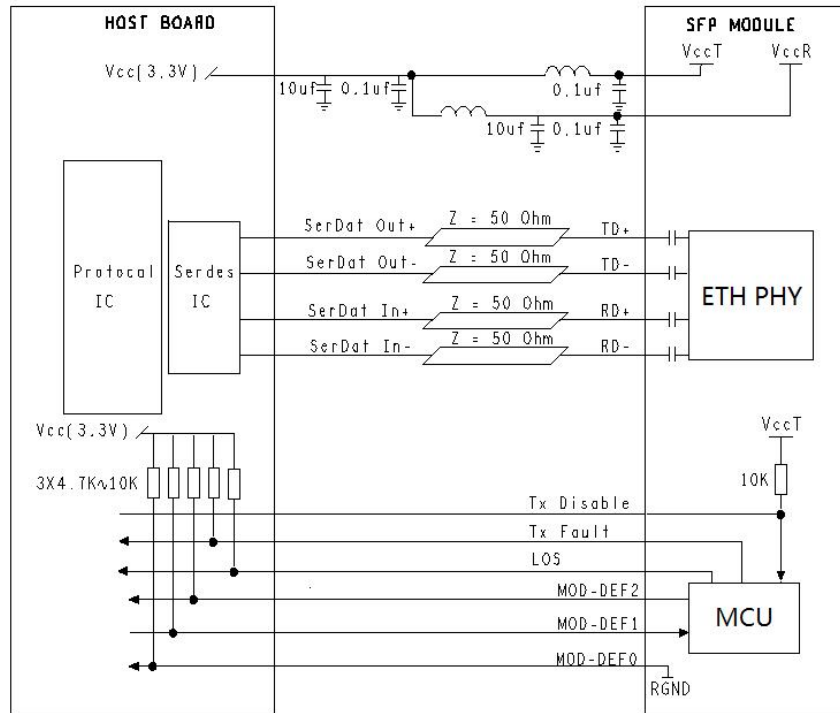 HOST BOARD
SFP MODULE
VccT
VccR
Vcc(3.3V)
10uf
0.1uf
0.1uf
10uf
0.1uf
Protocal
IC
Serdes
IC
SerDat Out+
Z = 50 Ohm
TD+
SerDat Out-
Z = 50 Ohm
TD-
SerDat In+
Z = 50 Ohm
RD+
SerDat In-
Z = 50 Ohm
RD-
ETH PHY
Vcc(3.3V)
3X4.7K∿10K
VccT
10K
Tx Disable
Tx Fault
LOS
MOD-DEF2
MOD-DEF1
MOD-DEF0
MCU
RGND